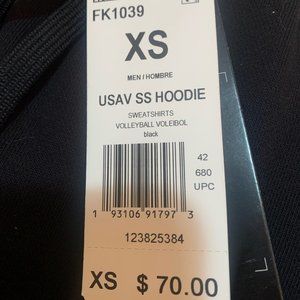 FK1039
XS
MEN / HOMBRE
USAV SS HOODIE
SWEATSHIRTS
VOLLEYBALL VOLEIBOL
black
42
680
UPC
1 93106 91797 3
123825384
XS $ 70.00